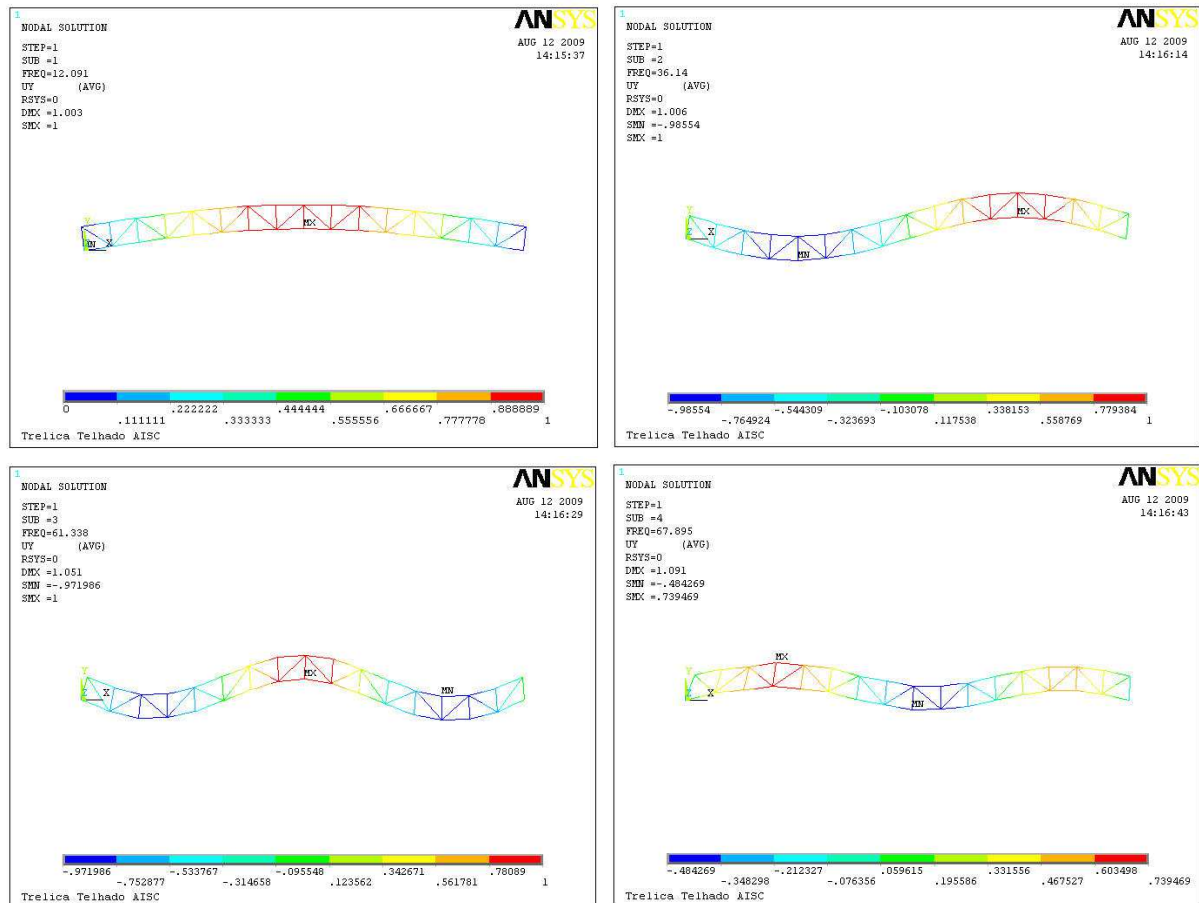 1
ANSYS
NODAL SOLUTION
AUG 12 2009
14:15:37
STEP=1
SUB =1
FREQ=12.091
UY (AVG)
RSYS=0
DMX =1.003
SMX =1
Y
MX
MN X
0 .222222 .444444 .666667 .888889
.111111 .333333 .555556 .777778 1
Trelica Telhado AISC
1
ANSYS
NODAL SOLUTION
AUG 12 2009
14:16:14
STEP=1
SUB =2
FREQ=36.14
UY (AVG)
RSYS=0
DMX =1.006
SMN =-.98554
SMX =1
Y
MX
Z X
MN
-.98554 -.544309 -.103078 .338153 .779384
-.764924 -.323693 .117538 .558769 1
Trelica Telhado AISC
1
ANSYS
NODAL SOLUTION
AUG 12 2009
14:16:29
STEP=1
SUB =3
FREQ=61.338
UY (AVG)
RSYS=0
DMX =1.051
SMN =-.971986
SMX =1
Y
MX
Z X
MN
-.971986 -.533767 -.095548 .342671 .78089
-.752877 -.314658 .123562 .561781 1
Trelica Telhado AISC
1
ANSYS
NODAL SOLUTION
AUG 12 2009
14:16:43
STEP=1
SUB =4
FREQ=67.895
UY (AVG)
RSYS=0
DMX =1.091
SMN =-.484269
SMX =.739469
MX
Y
Z X
MN
-.484269 -.212327 .059615 .331556 .603498
-.348298 -.076356 .195586 .467527 .739469
Trelica Telhado AISC